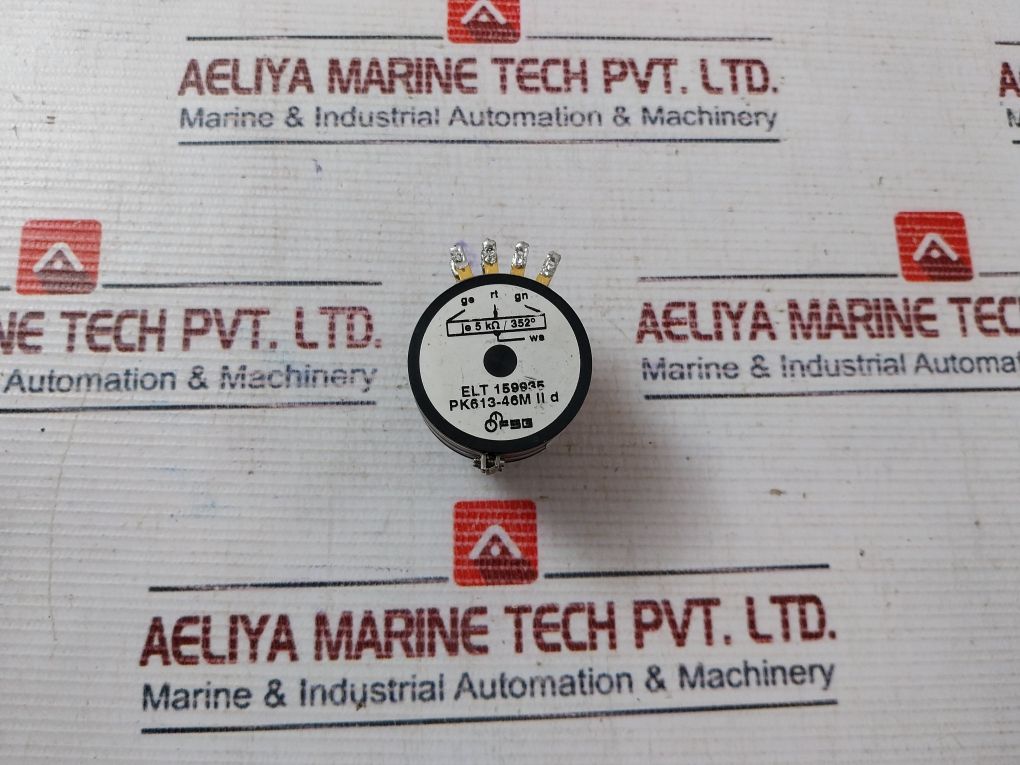 AELIYA MARINE TECH PVT. LTD.
Marine & Industrial Automation & Machinery
NE TECH PVT. LTD.
Automation & Machinery
AELIYA MARINE TEC
Marine & Industrial Automat
ge rt gn
je 5 kΩ / 352°
ws
ELT 159935
PK613-46M II d
FSG
AELIYA MARINE TECH PVT. LTD.
Marine & Industrial Automation & Machinery